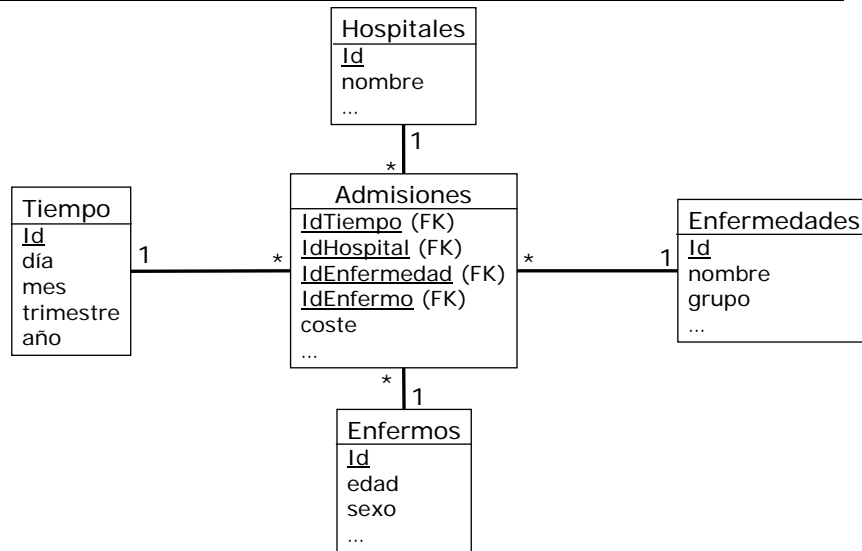 Hospitales
Id
nombre
...
1
*
Tiempo
Id
día
mes
trimestre
año
1
*
Admisiones
IdTiempo (FK)
IdHospital (FK)
IdEnfermedad (FK)
IdEnfermo (FK)
coste
...
*
1
Enfermedades
Id
nombre
grupo
...
*
1
Enfermos
Id
edad
sexo
...